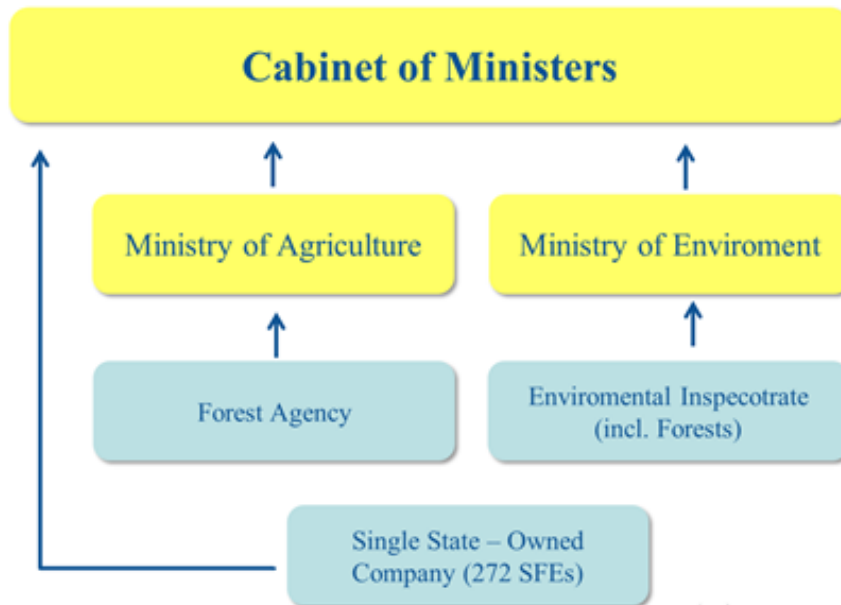 Cabinet of Ministers
Ministry of Agriculture
Ministry of Enviroment
Forest Agency
Enviromental Inspecotrate
(incl. Forests)
Single State – Owned
Company (272 SFEs)